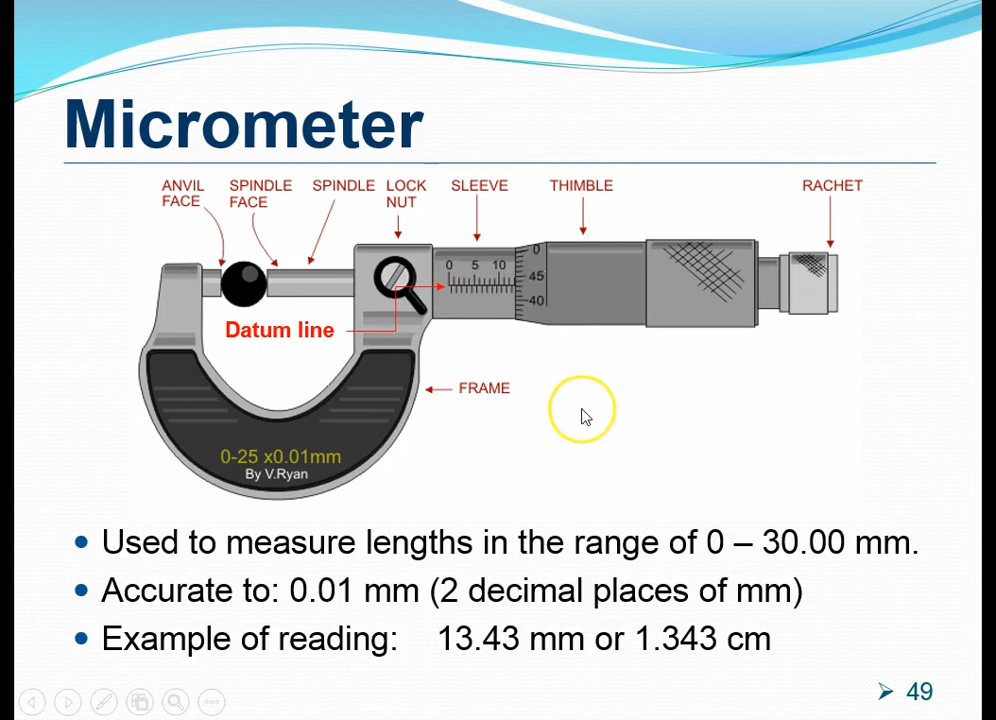 Micrometer
ANVIL FACE
SPINDLE FACE
SPINDLE
LOCK NUT
SLEEVE
THIMBLE
RACHET
0 5 10
0
45
40
Datum line
FRAME
0-25 x0.01mm
By V.Ryan
• Used to measure lengths in the range of 0 – 30.00 mm.
• Accurate to: 0.01 mm (2 decimal places of mm)
• Example of reading: 13.43 mm or 1.343 cm
➢ 49